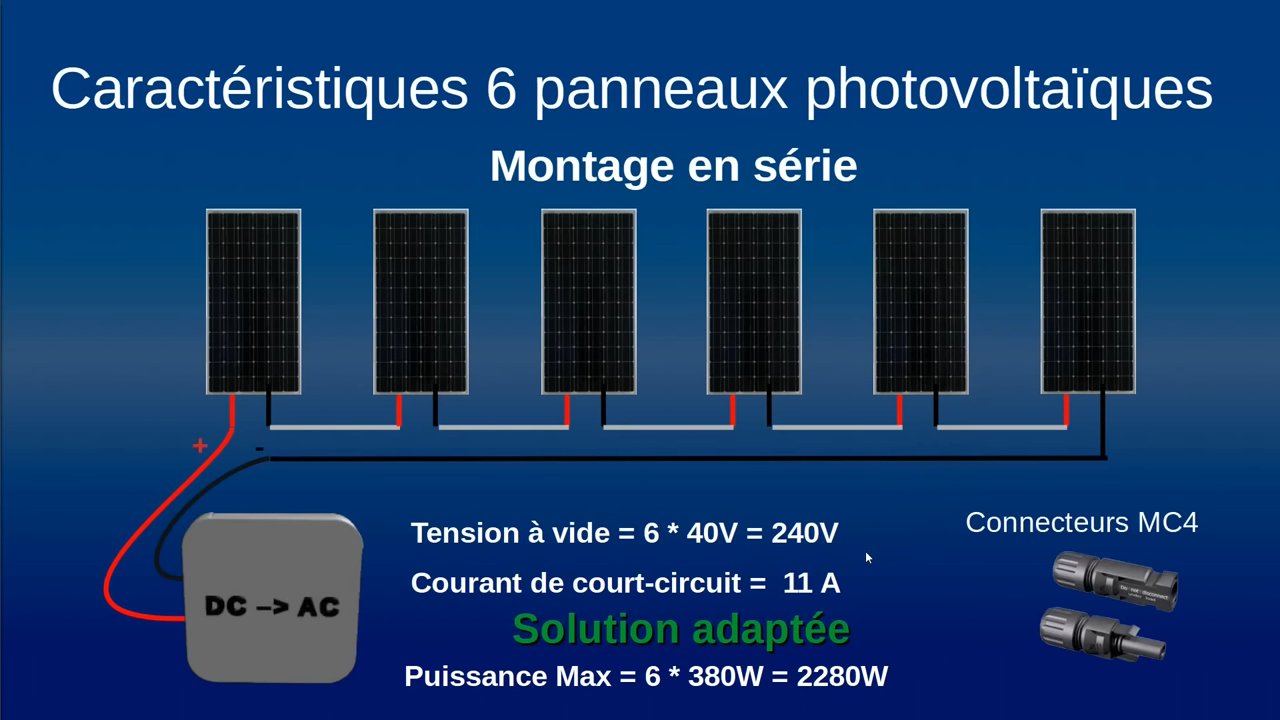 Caractéristiques 6 panneaux photovoltaïques
Montage en série
+
-
Tension à vide = 6 * 40V = 240V
Connecteurs MC4
Courant de court-circuit = 11 A
DC –> AC
Solution adaptée
Puissance Max = 6 * 380W = 2280W